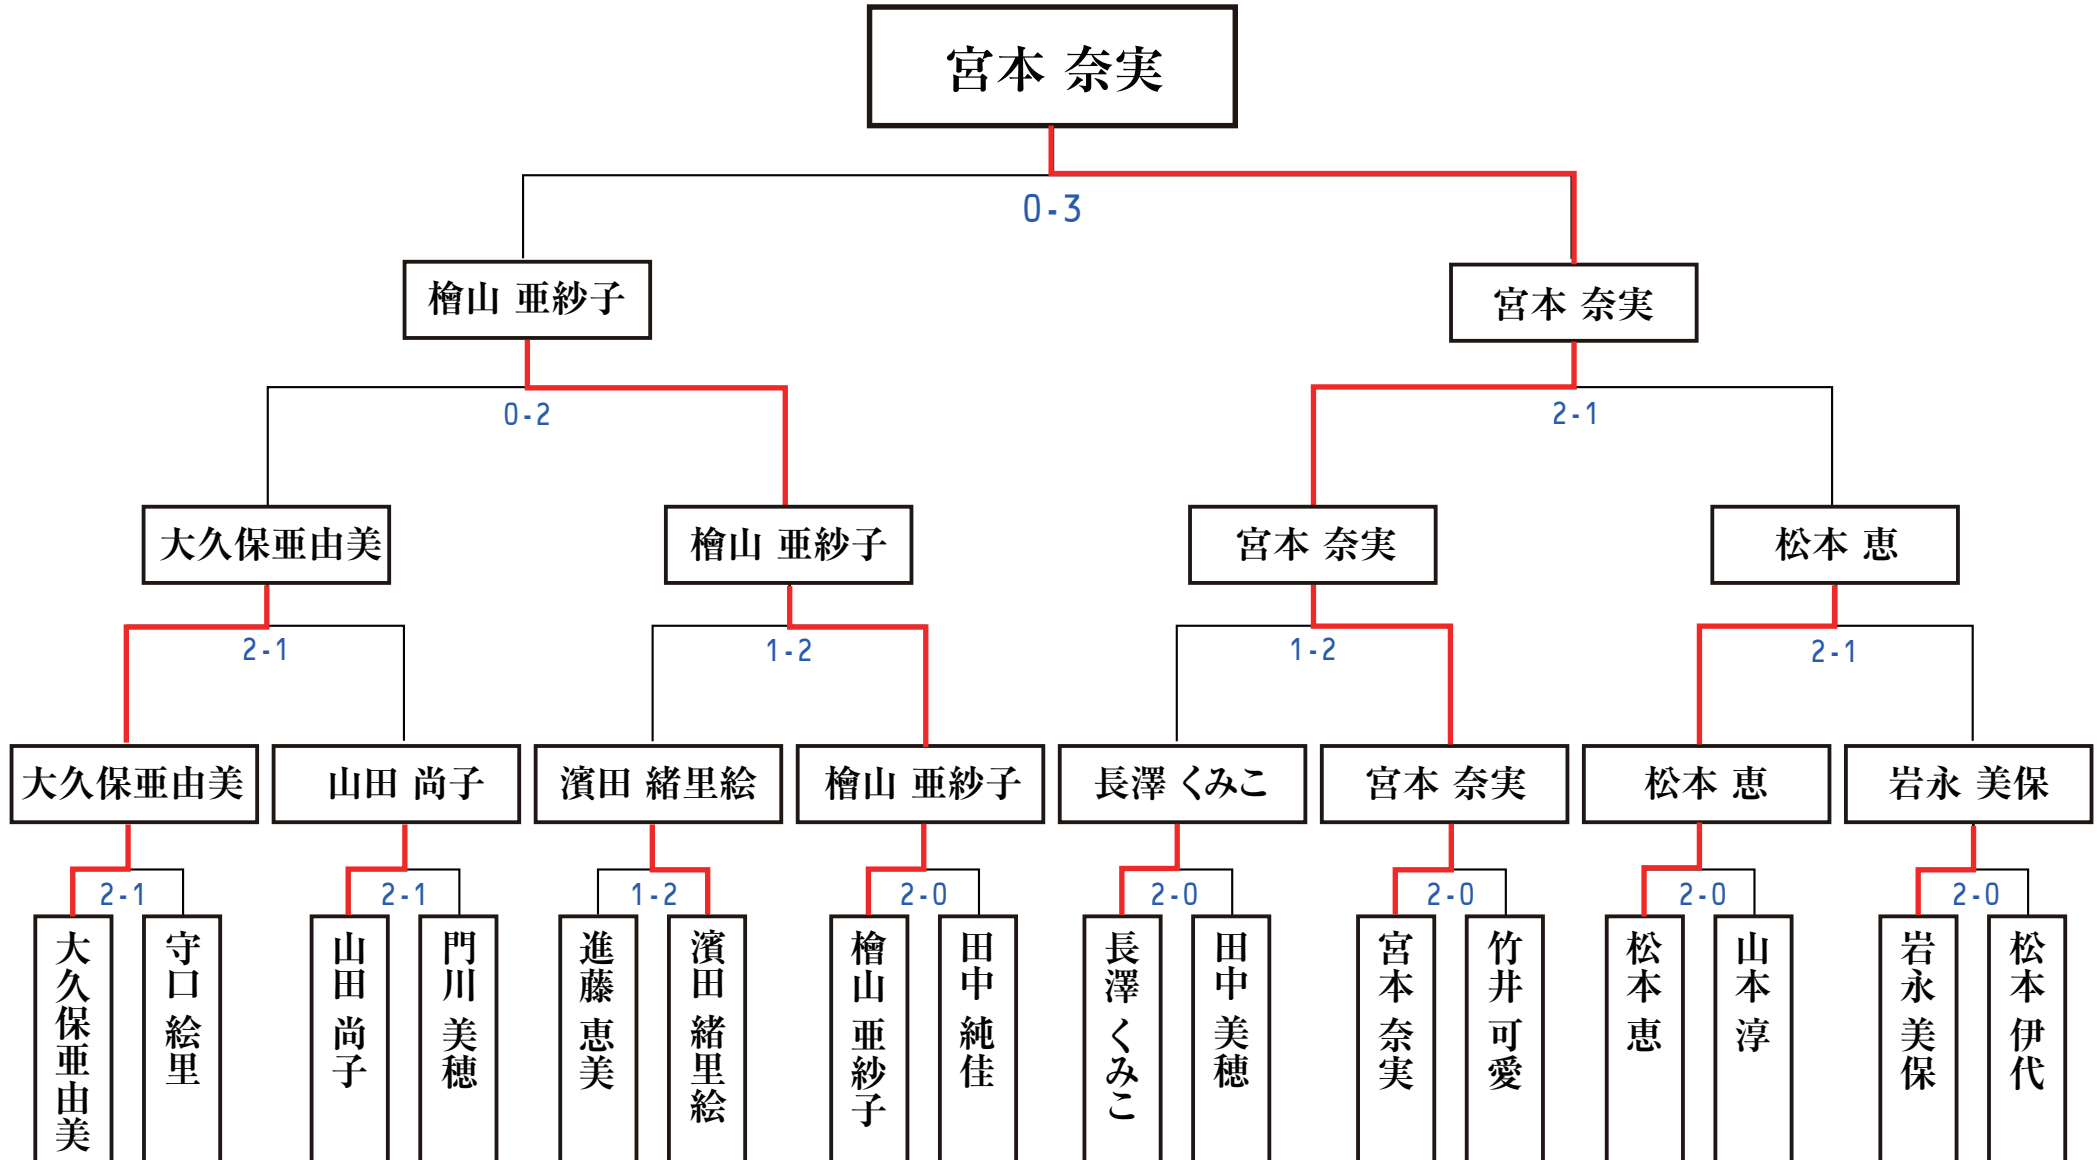 宮本 奈実
0-3
檜山 亜紗子
宮本 奈実
0-2
2-1
大久保亜由美
檜山 亜紗子
宮本 奈実
松本 恵
2-1
1-2
1-2
2-1
大久保亜由美
山田 尚子
濱田 緒里絵
檜山 亜紗子
長澤 くみこ
宮本 奈実
松本 恵
岩永 美保
2-1
2-1
1-2
2-0
2-0
2-0
2-0
2-0
大久保亜由美
守口 絵里
山田 尚子
門川 美穂
進藤 恵美
濱田 緒里絵
檜山 亜紗子
田中 純佳
長澤 くみこ
田中 美穂
宮本 奈実
竹井 可愛
松本 恵
山本 淳
岩永 美保
松本 伊代